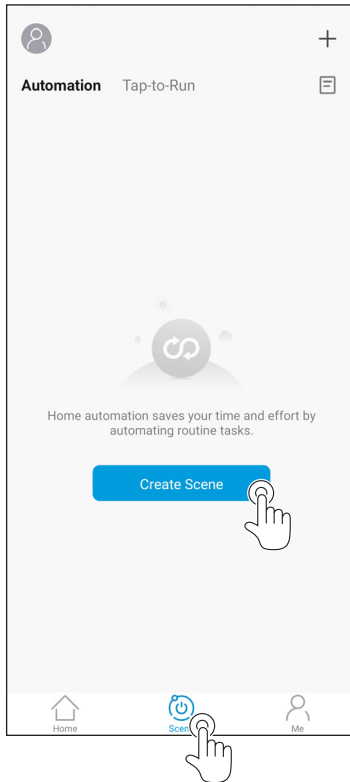 Automation Tap-to-Run
Home automation saves your time and effort by
automating routine tasks.
Create Scene
Home Scen Me